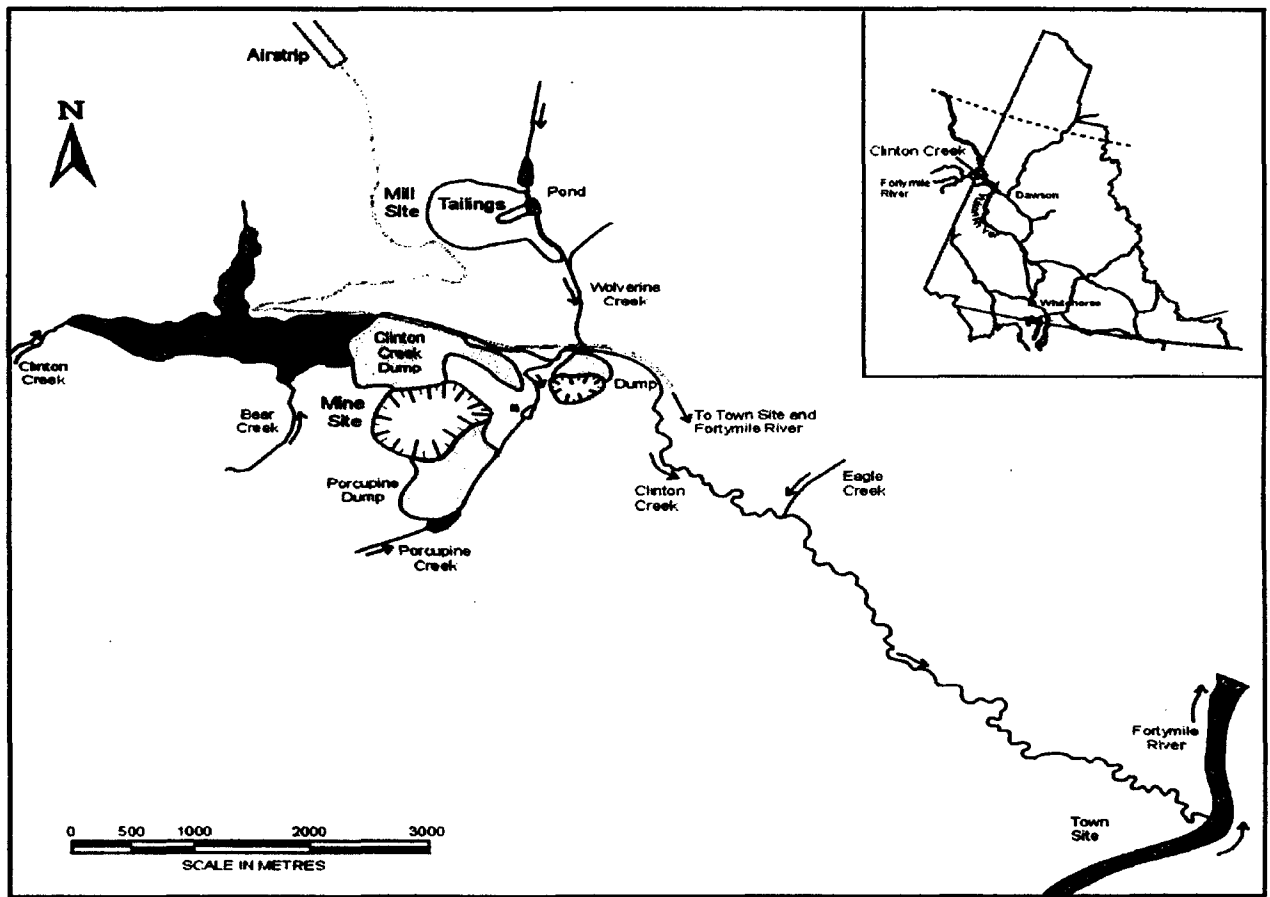 Airstrip
N
Mill
Site
Tailings
Pond
Wolverine
Creek
Clinton
Creek
Clinton
Creek
Dump
Dump
Bear
Creek
Mine
Site
To Town Site and
Fortymile River
Porcupine
Dump
Clinton
Creek
Eagle
Creek
Porcupine
Creek
Fortymile
River
Town
Site
0 500 1000 2000 3000
SCALE IN METRES
Clinton Creek
Fortymile
River
Dawson
Whitehorse